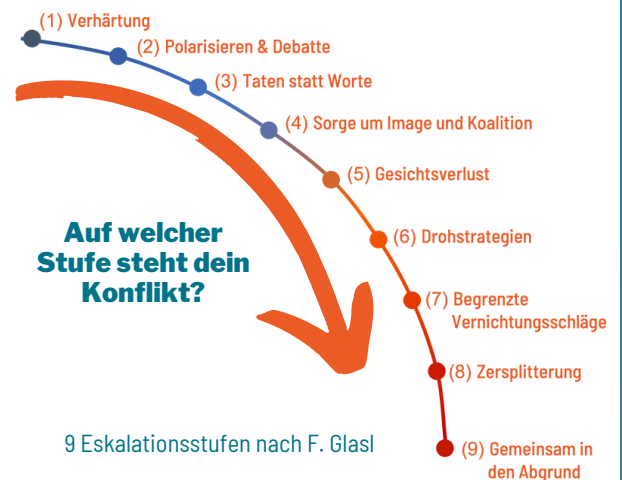 (1) Verhärtung
(2) Polarisieren & Debatte
(3) Taten statt Worte
(4) Sorge um Image und Koalition
(5) Gesichtsverlust
(6) Drohstrategien
(7) Begrenzte
Vernichtungsschläge
(8) Zersplitterung
(9) Gemeinsam in
den Abgrund
Auf welcher
Stufe steht dein
Konflikt?
9 Eskalationsstufen nach F. Glasl